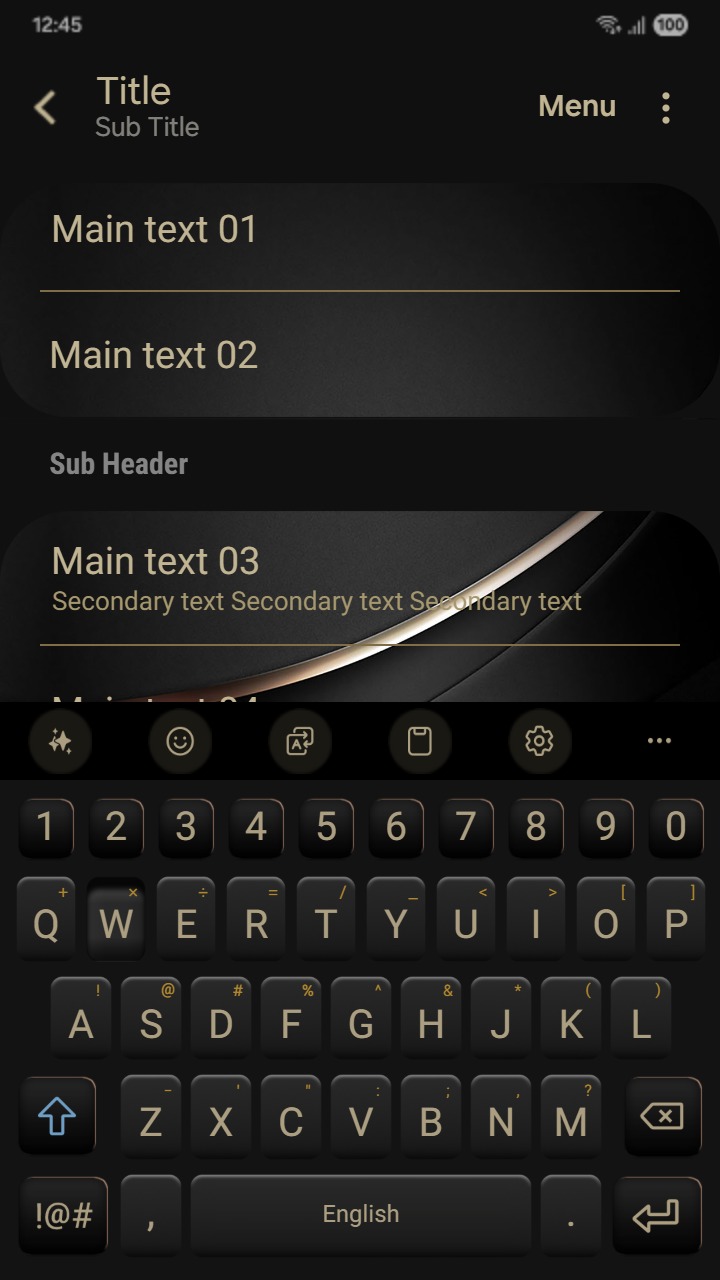 12:45
100
Title
Sub Title
Menu
Main text 01
Main text 02
Sub Header
Main text 03
Secondary text Secondary text Secondary text
1 2 3 4 5 6 7 8 9 0
+ × ÷ = / _ < > [ ]
Q W E R T Y U I O P
! @ # % ^ & * ( )
A S D F G H J K L
- ' " : ; , ?
Z X C V B N M
!@# , English .